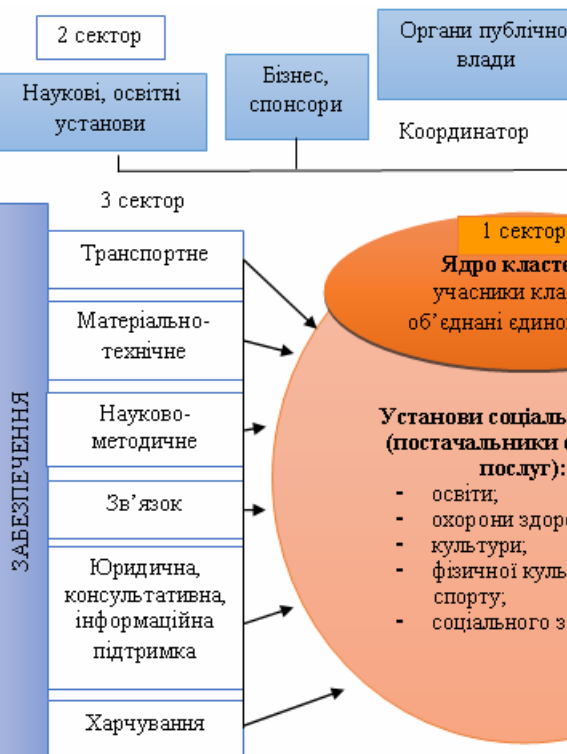 2 сектор
Наукові, освітні
установи
Бізнес,
спонсори
Органи публічно
влади
Координатор
3 сектор
ЗАБЕЗПЕЧЕННЯ
Транспортне
Матеріально-
технічне
Науково-
методичне
Зв’язок
Юридична,
консультативна,
інформаційна
підтримка
Харчування
1 сектор
Ядро класте
учасники кла
об’єднані єдино
Установи соціаль
(постачальники
послуг):
- освіти;
- охорони здоро
- культури;
- фізичної куль
спорту;
- соціального з